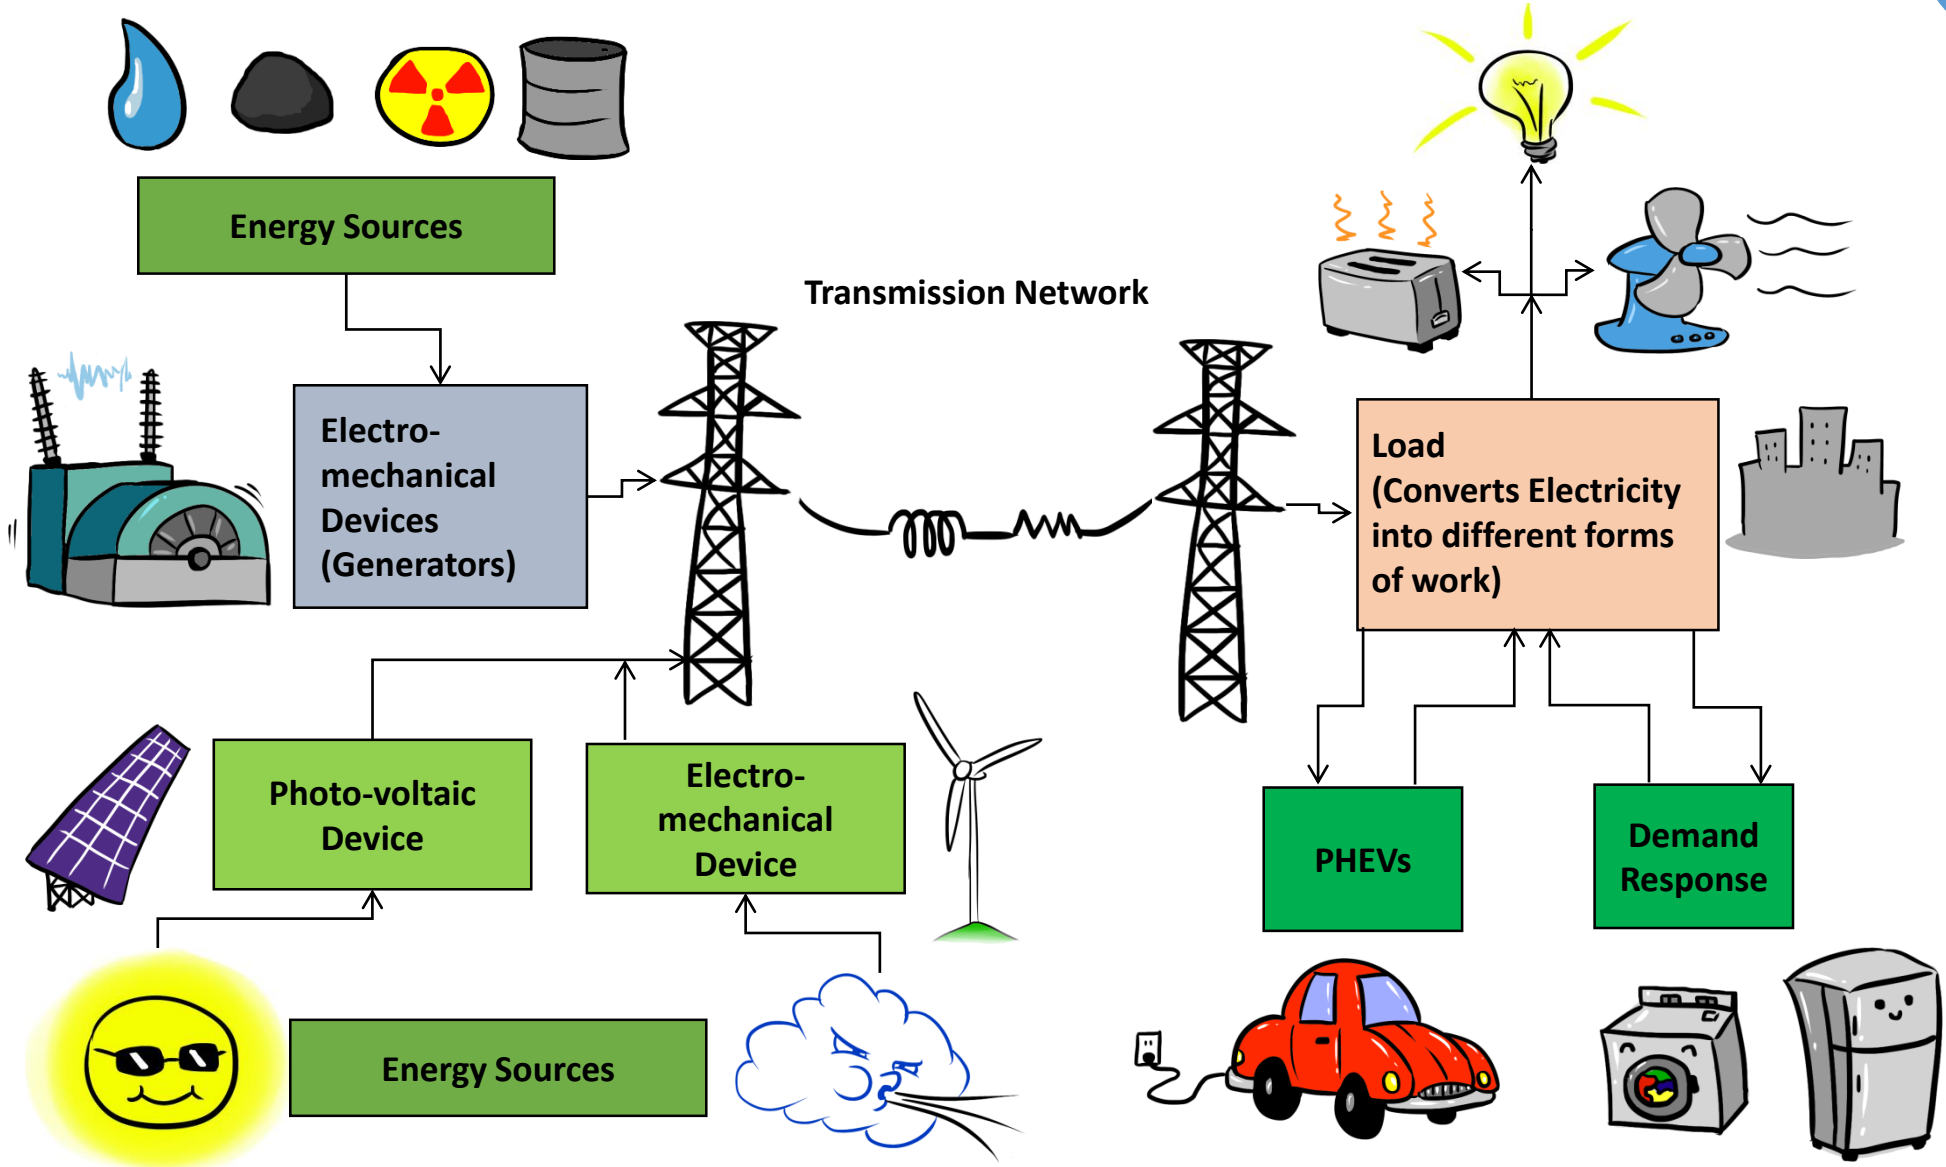 Energy Sources
Transmission Network
Electro-
mechanical
Devices
(Generators)
Load
(Converts Electricity
into different forms
of work)
Photo-voltaic
Device
Electro-
mechanical
Device
PHEVs
Demand
Response
Energy Sources